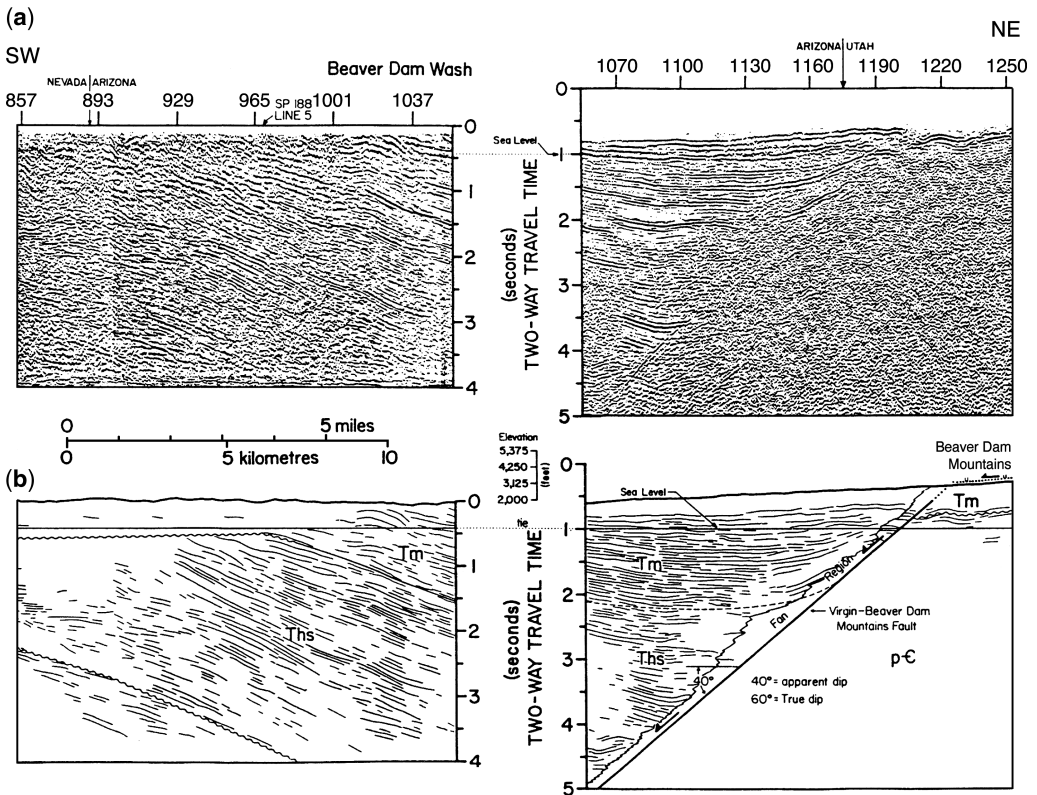 (a)
SW
NE
Beaver Dam Wash
NEVADA ARIZONA
857 893 929 965 SP 188 1001 1037
LINE 5
ARIZONA UTAH
1070 1100 1130 1160 1190 1220 1250
0
1
2
3
4
Sea Level
TWO-WAY TRAVEL TIME
(seconds)
0
1
2
3
4
5
0 5 miles
0 5 kilometres 10
Elevation
5,375
4,250
3,125
2,000
(feet)
(b)
0
1
2
3
4
Tm
Ths
tie
TWO-WAY TRAVEL TIME
(seconds)
0
1
2
3
4
5
Beaver Dam
Mountains
Sea Level
Tm
Tm
Fan Region
Virgin-Beaver Dam
Mountains Fault
Ths
p-Є
40°
40° = apparent dip
60° = True dip